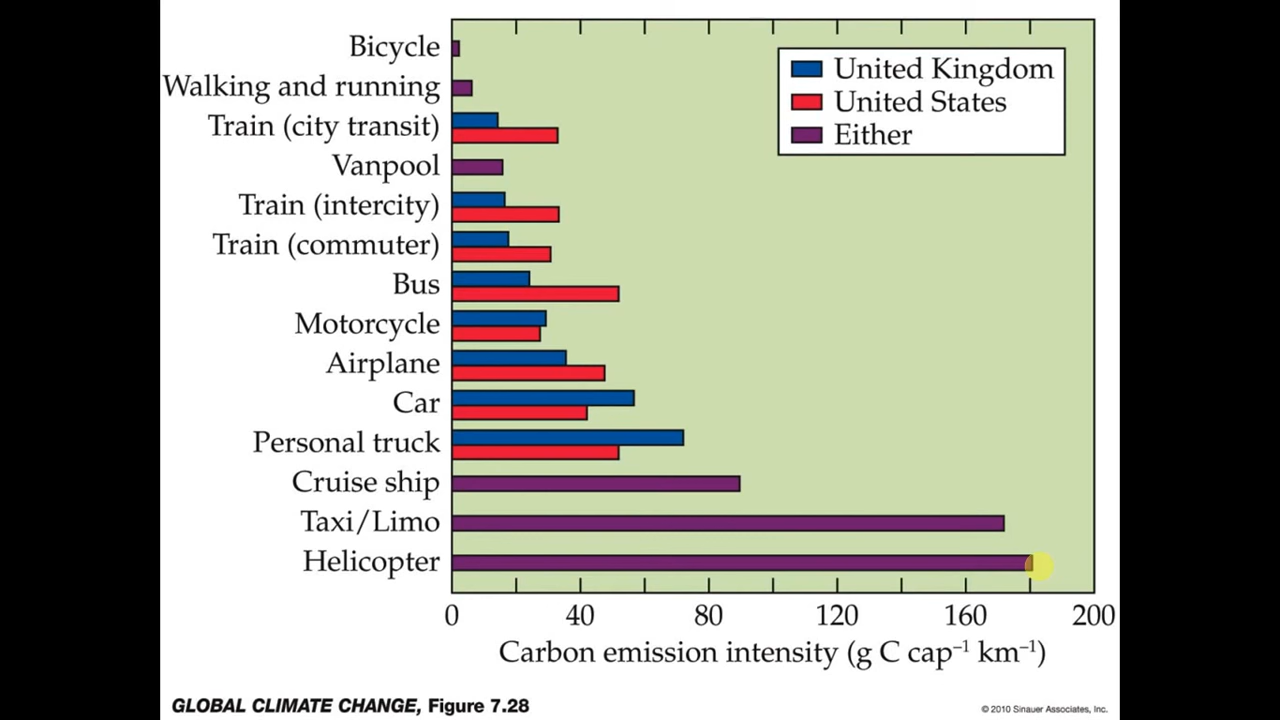 Bicycle
Walking and running
Train (city transit)
Vanpool
Train (intercity)
Train (commuter)
Bus
Motorcycle
Airplane
Car
Personal truck
Cruise ship
Taxi/Limo
Helicopter
United Kingdom
United States
Either
0 40 80 120 160 200
Carbon emission intensity (g C cap⁻¹ km⁻¹)
GLOBAL CLIMATE CHANGE, Figure 7.28
© 2010 Sinauer Associates, Inc.